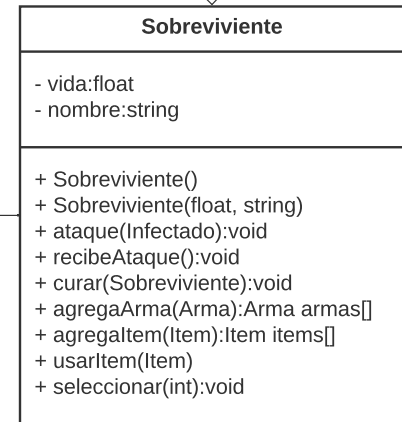 Sobreviviente
- vida:float
- nombre:string
+ Sobreviviente()
+ Sobreviviente(float, string)
+ ataque(Infectado):void
+ recibeAtaque():void
+ curar(Sobreviviente):void
+ agregaArma(Arma):Arma armas[]
+ agregaItem(Item):Item items[]
+ usarItem(Item)
+ seleccionar(int):void